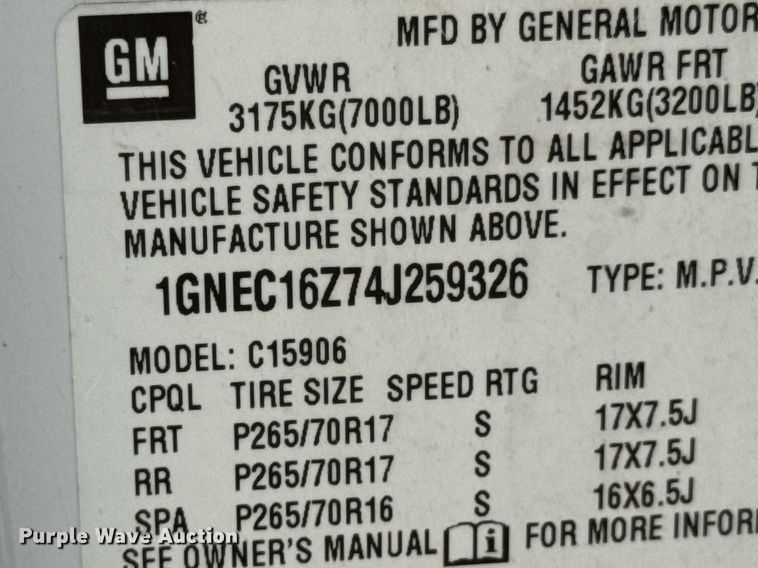 GM ® MFD BY GENERAL MOTOR
GVWR GAWR FRT
3175KG(7000LB) 1452KG(3200LB)
THIS VEHICLE CONFORMS TO ALL APPLICABL
VEHICLE SAFETY STANDARDS IN EFFECT ON T
MANUFACTURE SHOWN ABOVE.
1GNEC16Z74J259326 TYPE: M.P.V.
MODEL: C15906
CPQL TIRE SIZE SPEED RTG RIM
FRT P265/70R17 S 17X7.5J
RR P265/70R17 S 17X7.5J
SPA P265/70R16 S 16X6.5J
SEE OWNER'S MANUAL i FOR MORE INFOR
Purple Wave Auction